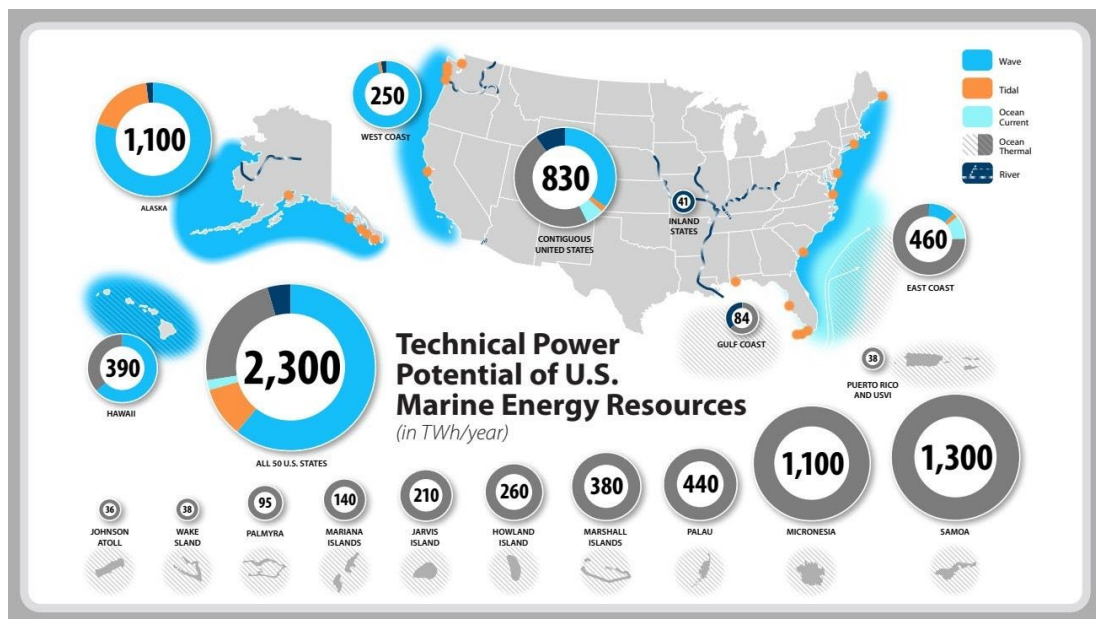 Wave
Tidal
Ocean
Current
Ocean
Thermal
River
1,100
ALASKA
250
WEST COAST
830
CONTIGUOUS
UNITED STATES
41
INLAND
STATES
460
EAST COAST
84
GULF COAST
390
HAWAII
2,300
ALL 50 U.S. STATES
Technical Power
Potential of U.S.
Marine Energy Resources
(in TWh/year)
38
PUERTO RICO
AND USVI
36
JOHNSON
ATOLL
38
WAKE
SLAND
95
PALMYRA
140
MARIANA
ISLANDS
210
JARVIS
ISLAND
260
HOWLAND
ISLAND
380
MARSHALL
ISLANDS
440
PALAU
1,100
MICRONESIA
1,300
SAMOA